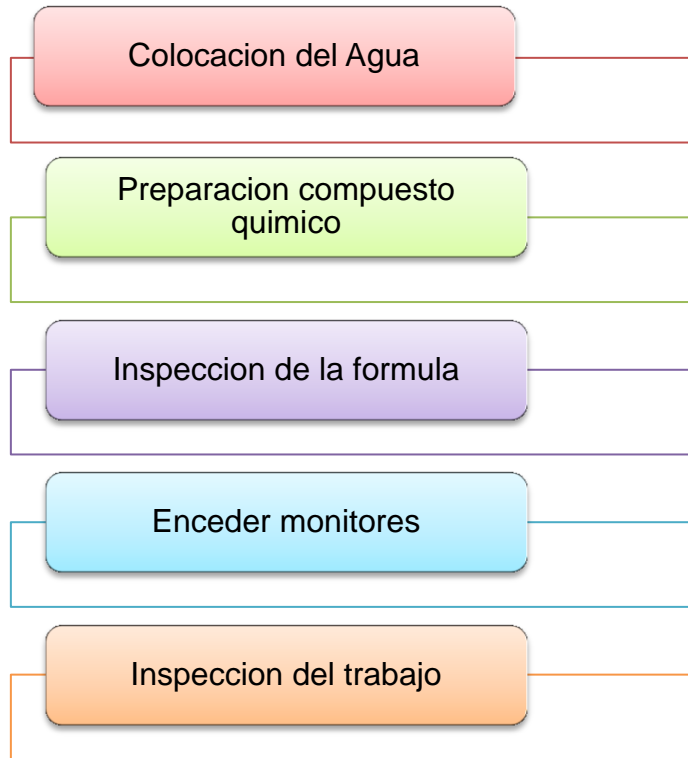 Colocacion del Agua
Preparacion compuesto
quimico
Inspeccion de la formula
Enceder monitores
Inspeccion del trabajo